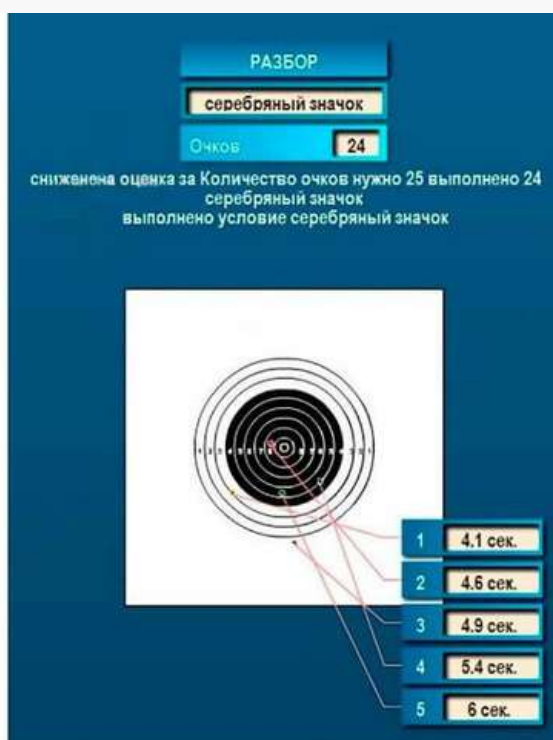 РАЗБОР
серебряный значок
Очков 24
сниженена оценка за Количество очков нужно 25 выполнено 24
серебряный значок
выполнено условие серебряный значок
1 4.1 сек.
2 4.6 сек.
3 4.9 сек.
4 5.4 сек.
5 6 сек.